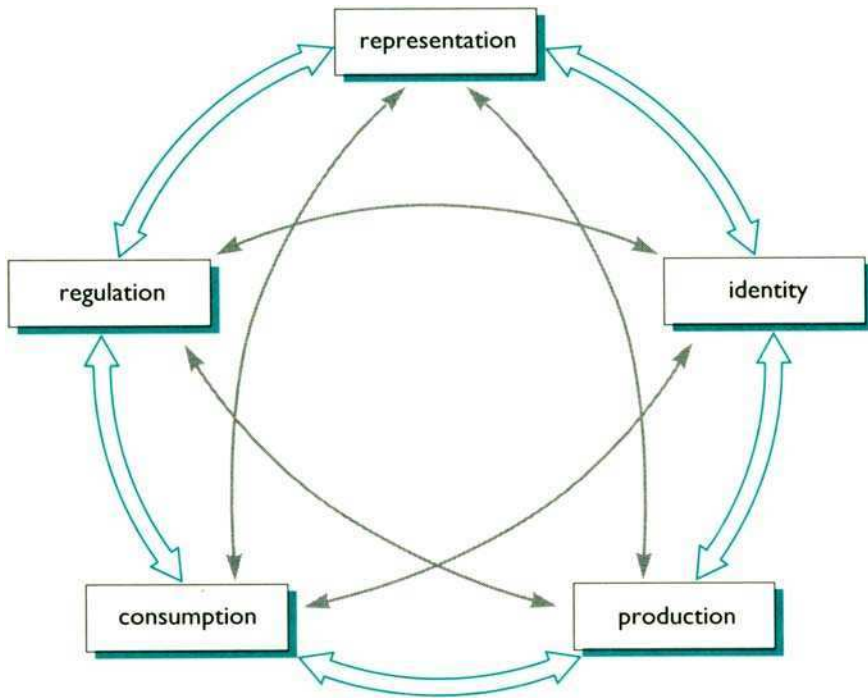 representation
regulation
identity
consumption
production